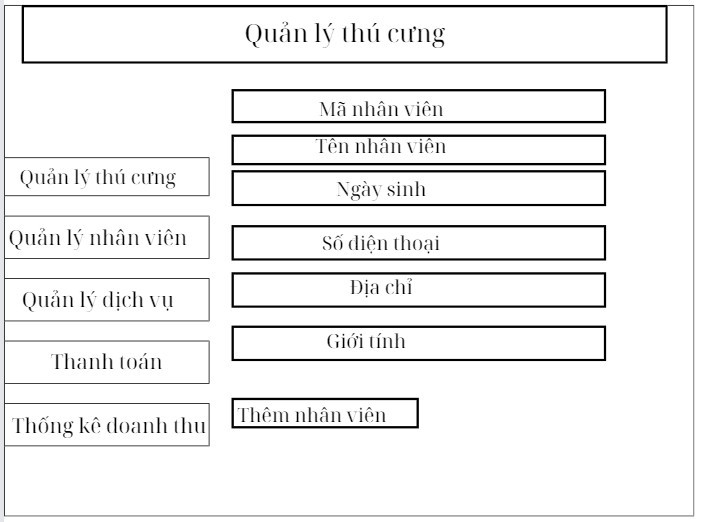 Quản lý thú cưng
Mã nhân viên
Tên nhân viên
Ngày sinh
Số điện thoại
Địa chỉ
Giới tính
Thêm nhân viên
Quản lý thú cưng
Quản lý nhân viên
Quản lý dịch vụ
Thanh toán
Thống kê doanh thu